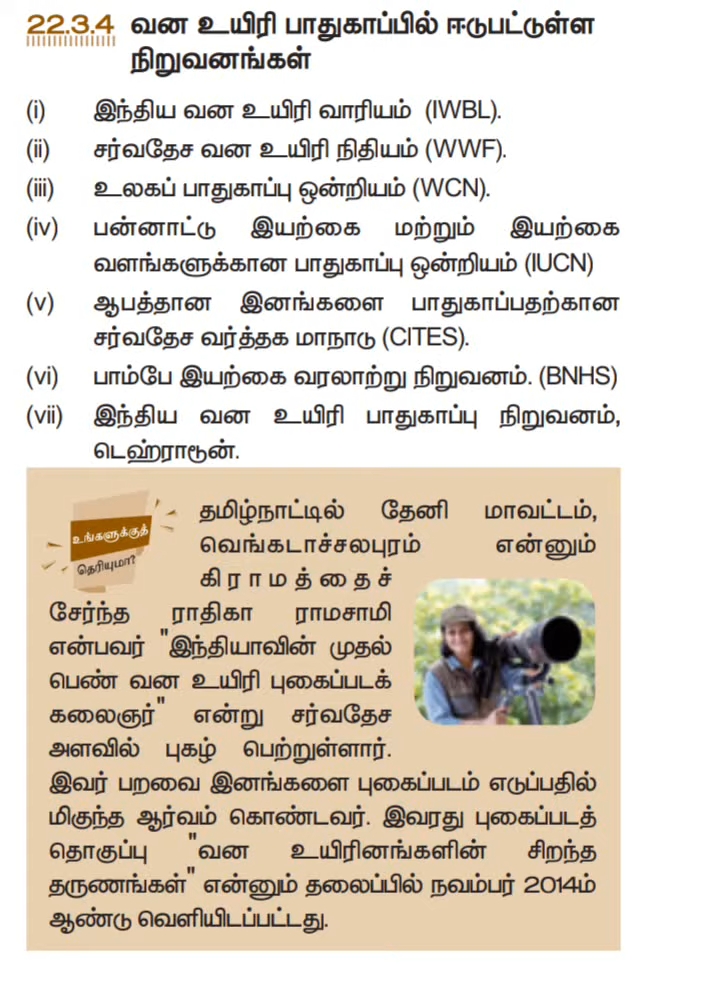 22.3.4 வன உயிரி பாதுகாப்பில் ஈடுபட்டுள்ள
நிறுவனங்கள்
(i) இந்திய வன உயிரி வாரியம் (IWBL).
(ii) சர்வதேச வன உயிரி நிதியம் (WWF).
(iii) உலகப் பாதுகாப்பு ஒன்றியம் (WCN).
(iv) பன்னாட்டு இயற்கை மற்றும் இயற்கை
வளங்களுக்கான பாதுகாப்பு ஒன்றியம் (IUCN)
(v) ஆபத்தான இனங்களை பாதுகாப்பதற்கான
சர்வதேச வர்த்தக மாநாடு (CITES).
(vi) பாம்பே இயற்கை வரலாற்று நிறுவனம். (BNHS)
(vii) இந்திய வன உயிரி பாதுகாப்பு நிறுவனம்,
டெஹ்ராடூன்.
உங்களுக்குத்
தெரியுமா?
தமிழ்நாட்டில் தேனி மாவட்டம்,
வெங்கடாச்சலபுரம் என்னும்
கிராமத்தைச்
சேர்ந்த ராதிகா ராமசாமி
என்பவர் "இந்தியாவின் முதல்
பெண் வன உயிரி புகைப்படக்
கலைஞர்" என்று சர்வதேச
அளவில் புகழ் பெற்றுள்ளார்.
இவர் பறவை இனங்களை புகைப்படம் எடுப்பதில்
மிகுந்த ஆர்வம் கொண்டவர். இவரது புகைப்படத்
தொகுப்பு "வன உயிரினங்களின் சிறந்த
தருணங்கள்" என்னும் தலைப்பில் நவம்பர் 2014ம்
ஆண்டு வெளியிடப்பட்டது.